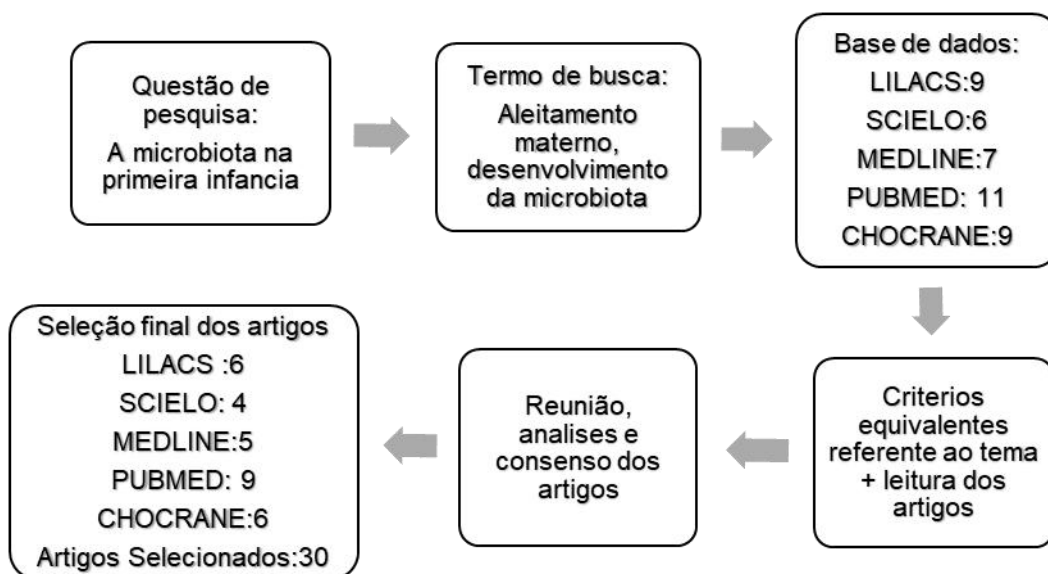 Questão de
pesquisa:
A microbiota na
primeira infancia
Termo de busca:
Aleitamento
materno,
desenvolvimento
da microbiota
Base de dados:
LILACS:9
SCIELO:6
MEDLINE:7
PUBMED: 11
CHOCRANE:9
Criterios
equivalentes
referente ao tema
+ leitura dos
artigos
Reunião,
analises e
consenso dos
artigos
Seleção final dos artigos
LILACS :6
SCIELO: 4
MEDLINE:5
PUBMED: 9
CHOCRANE:6
Artigos Selecionados:30